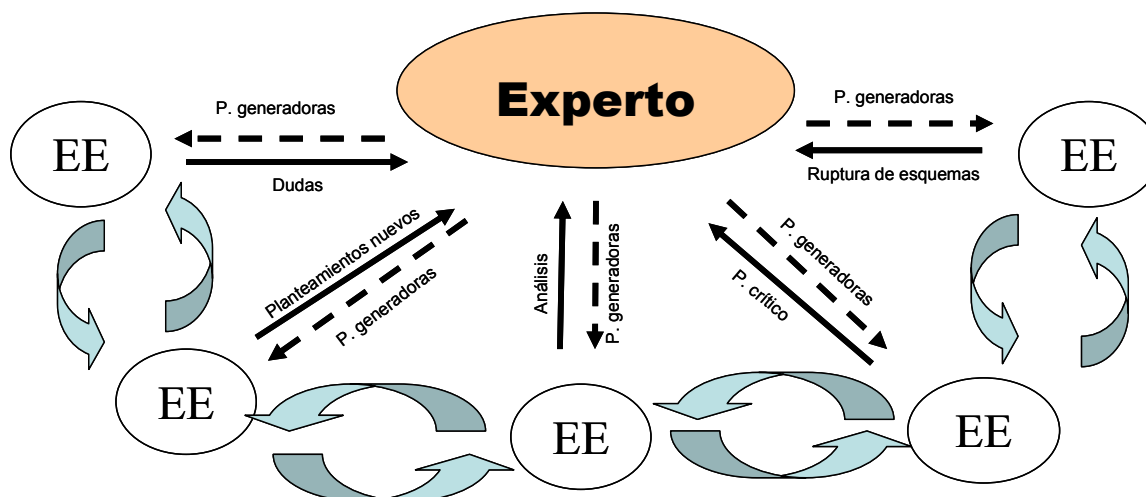 Experto
P. generadoras
P. generadoras
EE
EE
Dudas
Ruptura de esquemas
Planteamientos nuevos
P. generadoras
Análisis
P. generadoras
P. generadoras
P. crítico
EE
EE
EE